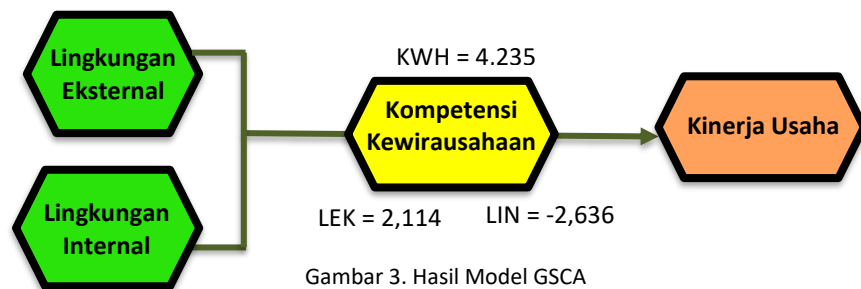 Lingkungan
Eksternal
KWH = 4.235
Kompetensi
Kewirausahaan
Kinerja Usaha
Lingkungan
Internal
LEK = 2,114
LIN = -2,636
Gambar 3. Hasil Model GSCA